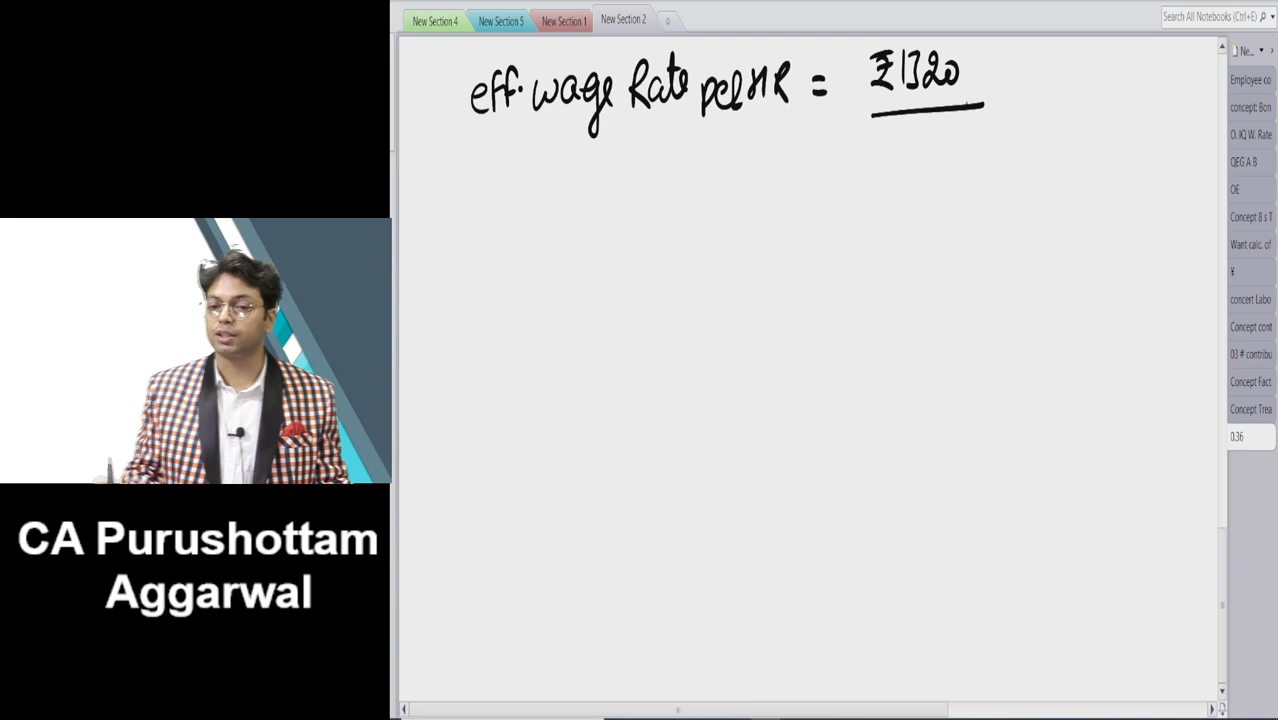 New Section 4 New Section 5 New Section 1 New Section 2
Search All Notebooks (Ctrl+E)
eff. wage Rate per HR = ₹1320
Ne...
Employee co
concept: Bon
O. IQ W. Rate
QEG A B
OE
Concept 8 s T
Want calc. of
¥
concert Labo
Concept cont
03 # contribu
Concept Fact
Concept Trea
0.36
CA Purushottam
Aggarwal